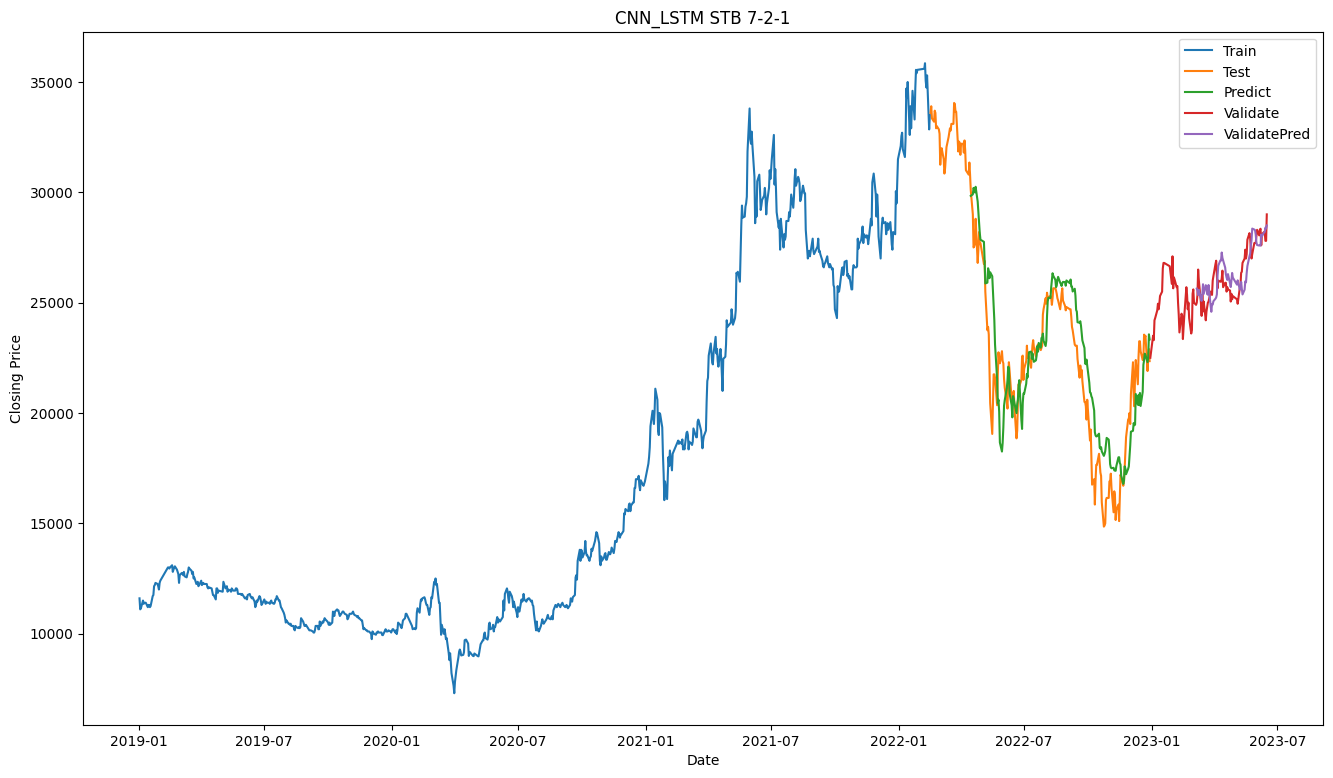 CNN_LSTM STB 7-2-1
Train
Test
Predict
Validate
ValidatePred
Closing Price
35000
30000
25000
20000
15000
10000
2019-01
2019-07
2020-01
2020-07
2021-01
2021-07
2022-01
2022-07
2023-01
2023-07
Date